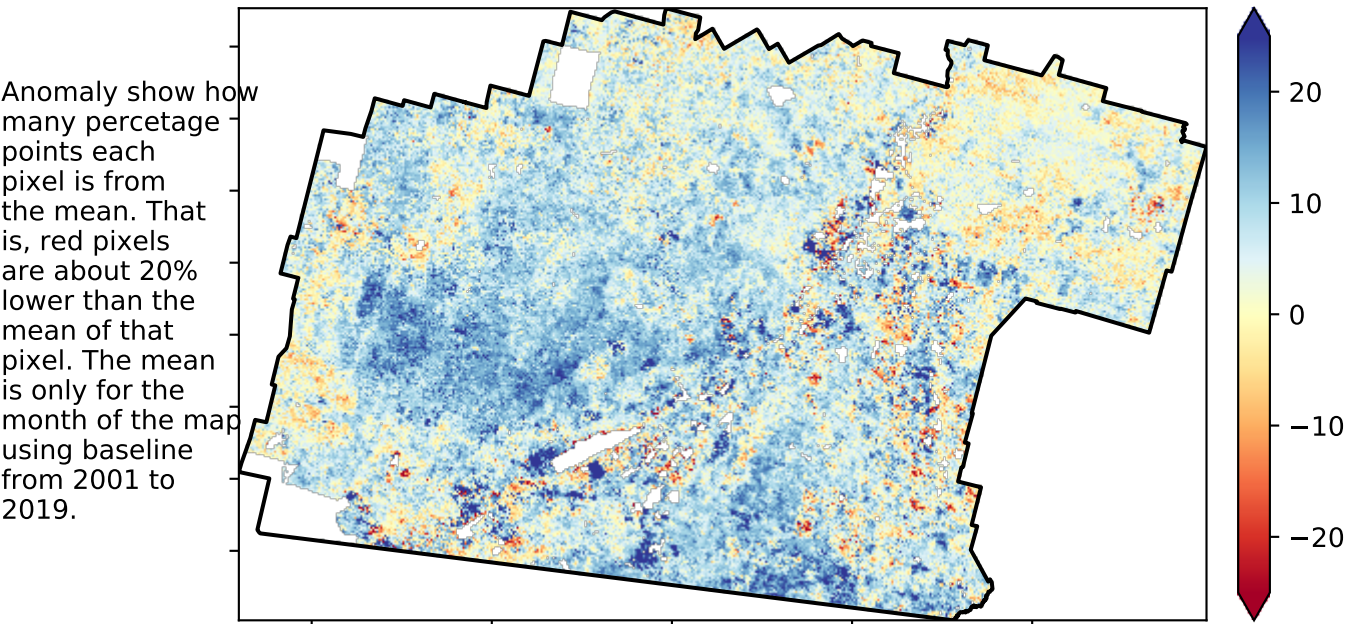 Anomaly show how
many percetage
points each
pixel is from
the mean. That
is, red pixels
are about 20%
lower than the
mean of that
pixel. The mean
is only for the
month of the map
using baseline
from 2001 to
2019.
20
10
0
−10
−20